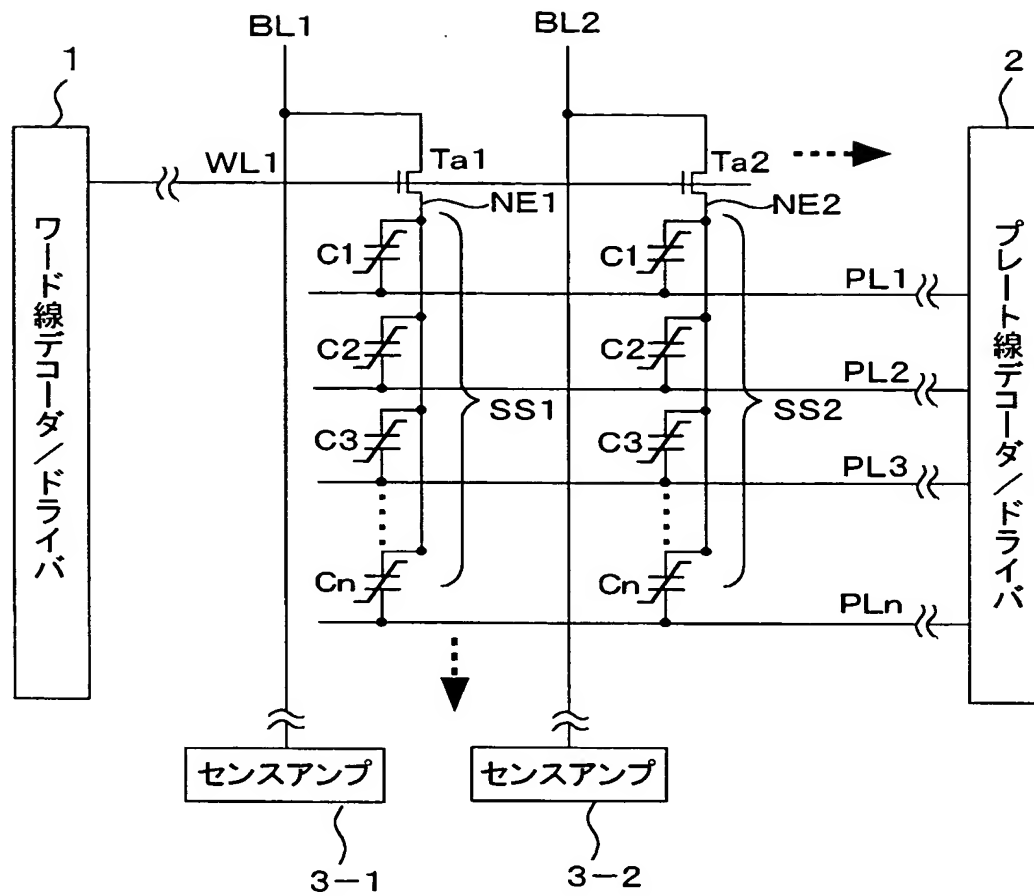 BL1
BL2
1
2
WL1
Ta1
Ta2
NE1
NE2
ワード線デコーダ/ドライバ
プレート線デコーダ/ドライバ
C1
C1
PL1
C2
C2
PL2
SS1
SS2
C3
C3
PL3
Cn
Cn
PLn
センスアンプ
センスアンプ
3-1
3-2